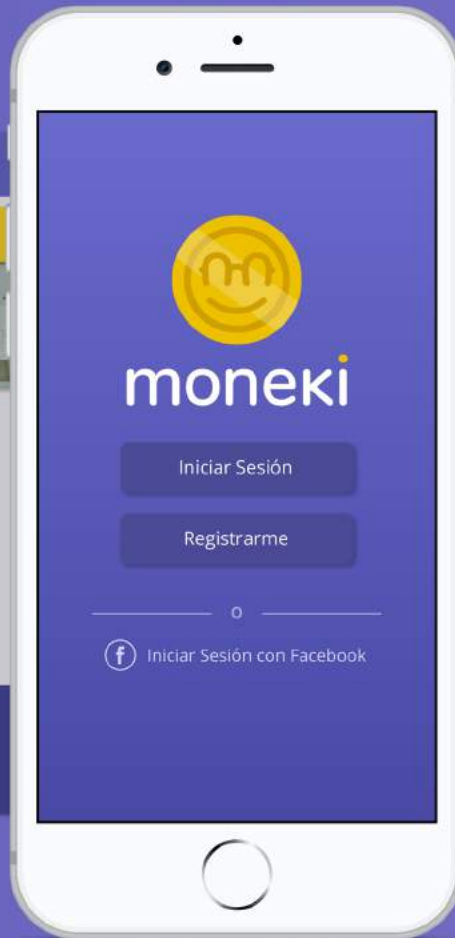 moneki
Iniciar Sesión
Registrarme
O
Iniciar Sesión con Facebook